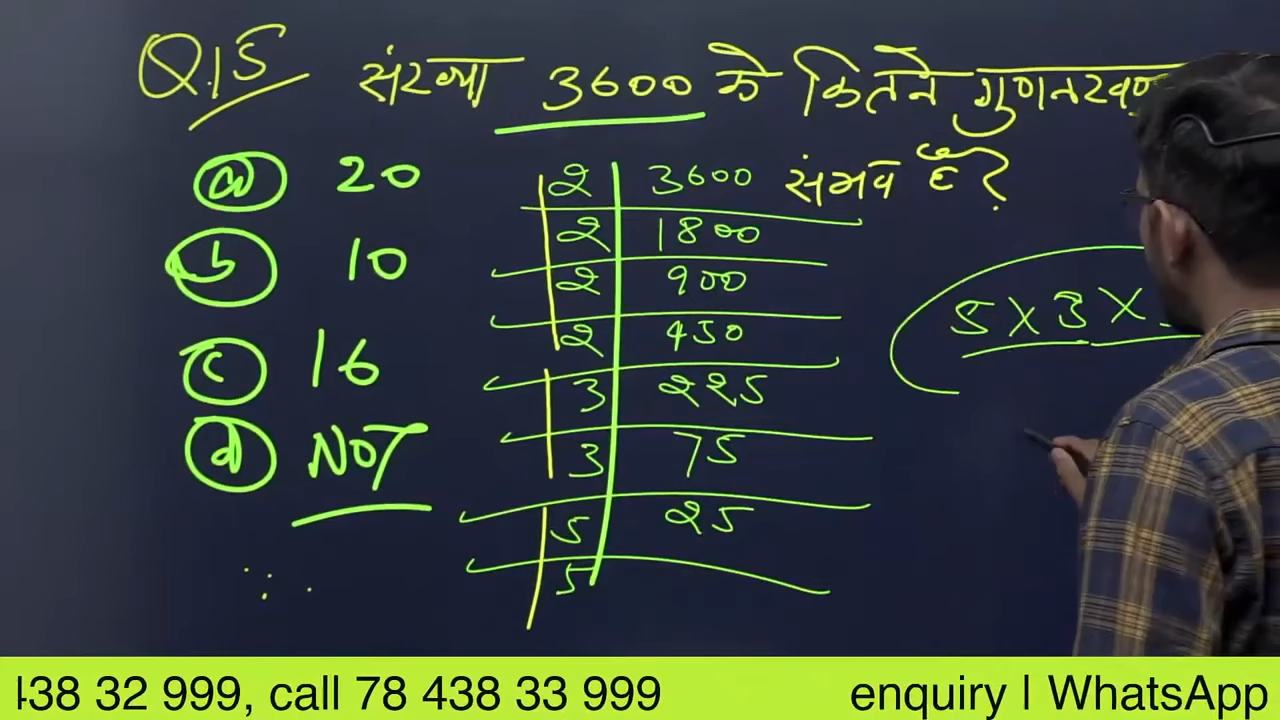 Q.15 संख्या 3600 के कितने गुणनखण्ड
संभव है?
(a) 20
(b) 10
(c) 16
(d) NOT
2 | 3600
2 | 1800
2 | 900
2 | 450
3 | 225
3 | 75
5 | 25
5
5 X 3 X
438 32 999, call 78 438 33 999
enquiry | WhatsApp